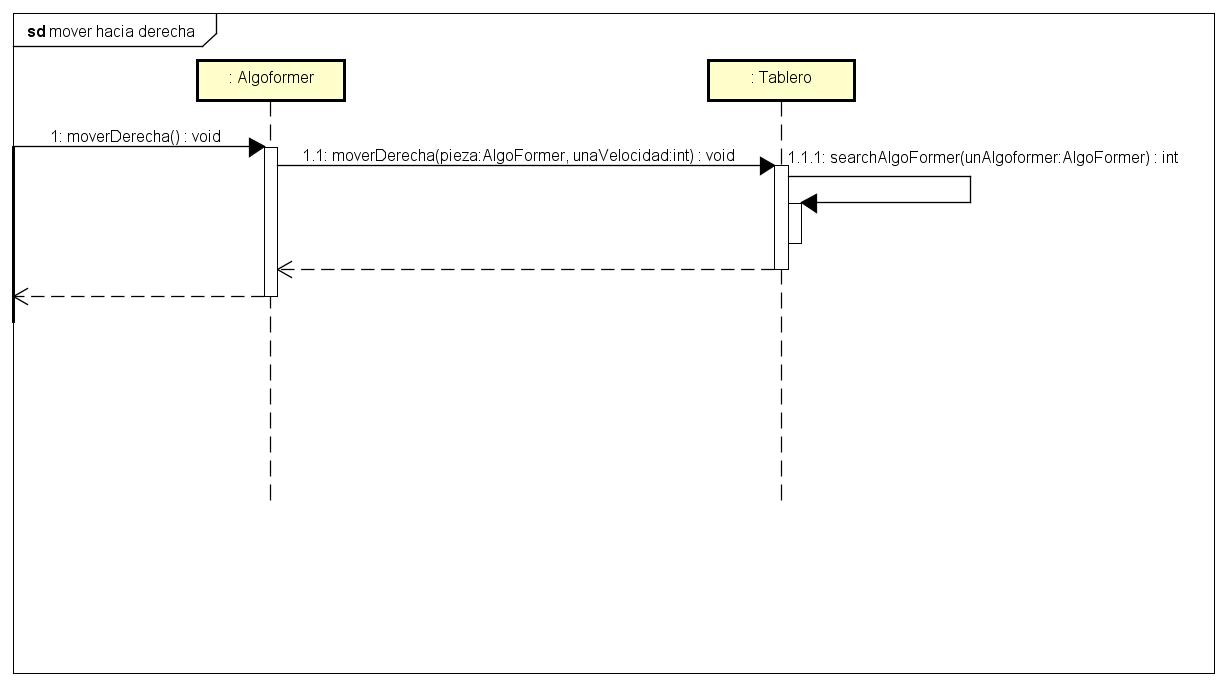 sd mover hacia derecha
: Algoformer
: Tablero
1: moverDerecha() : void
1.1: moverDerecha(pieza:AlgoFormer, unaVelocidad:int) : void
1.1.1: searchAlgoFormer(unAlgoformer:AlgoFormer) : int